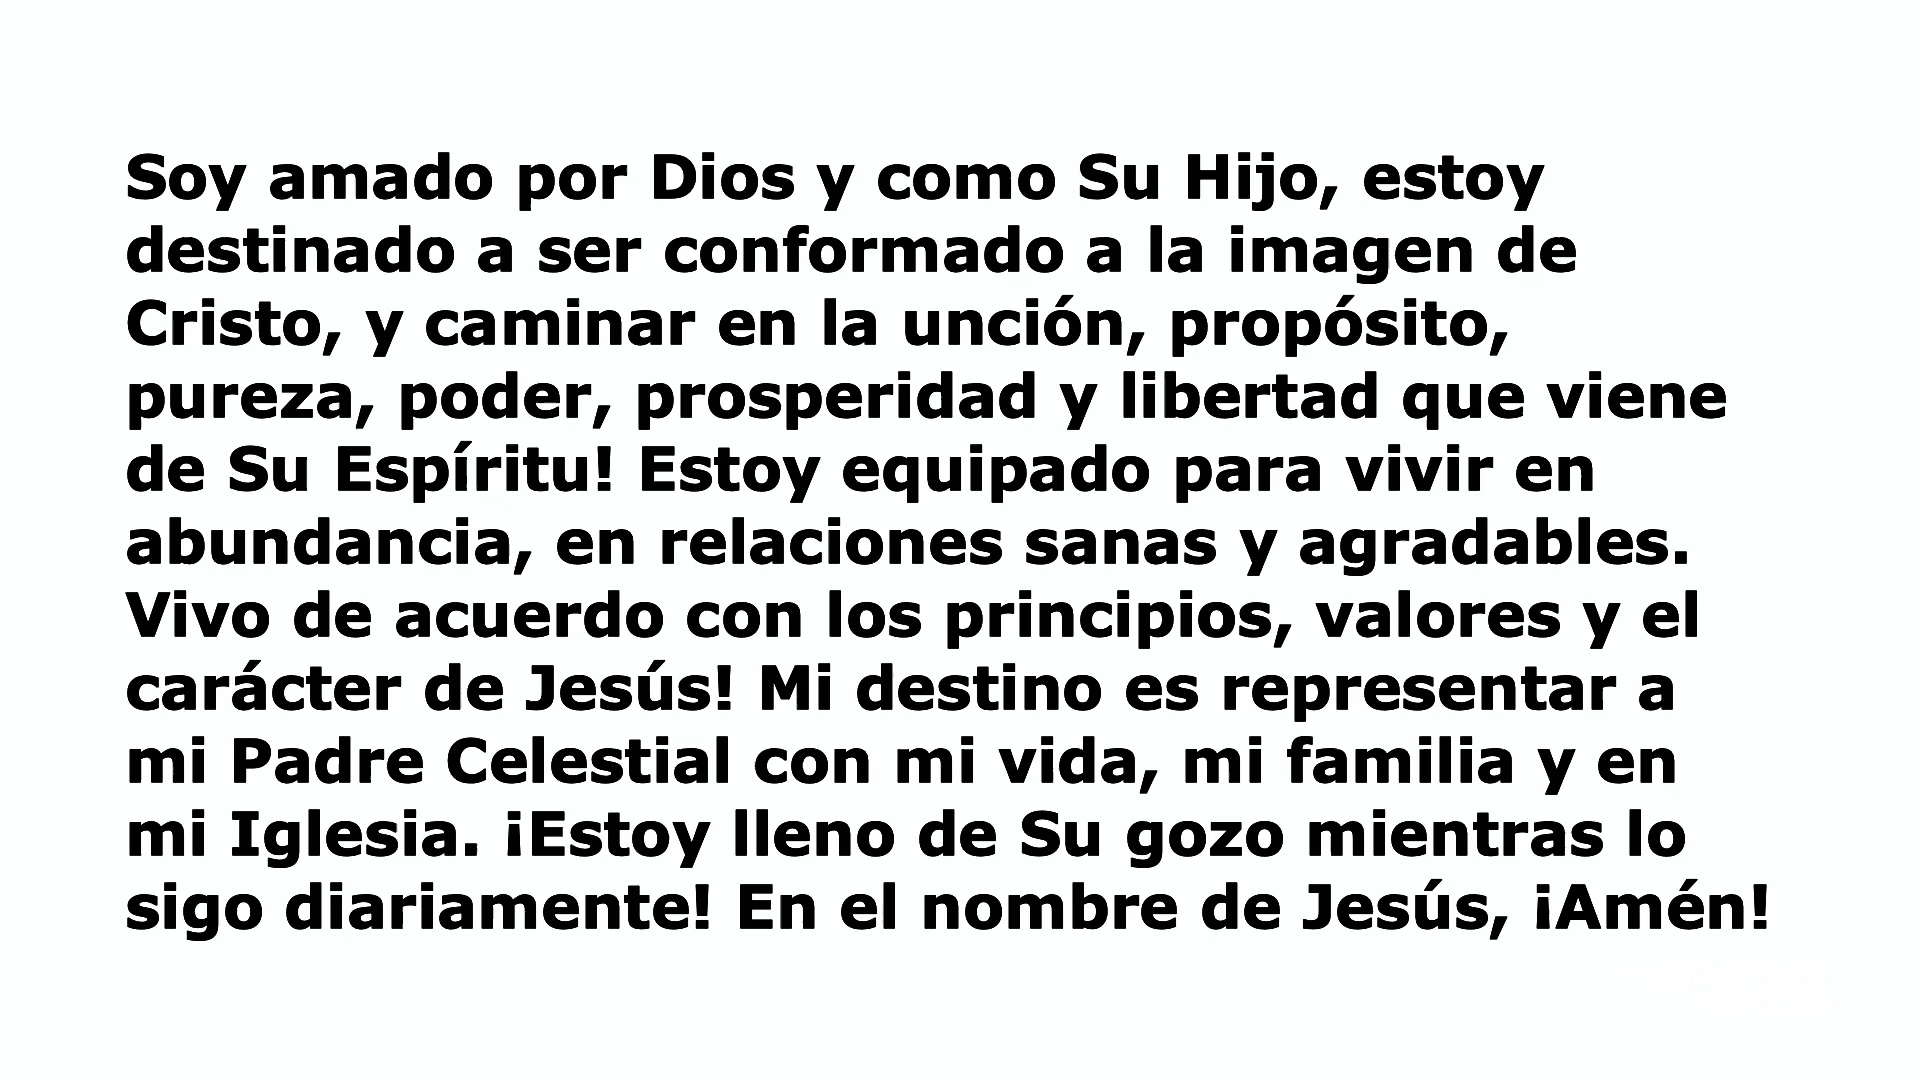 Soy amado por Dios y como Su Hijo, estoy
destinado a ser conformado a la imagen de
Cristo, y caminar en la unción, propósito,
pureza, poder, prosperidad y libertad que viene
de Su Espíritu! Estoy equipado para vivir en
abundancia, en relaciones sanas y agradables.
Vivo de acuerdo con los principios, valores y el
carácter de Jesús! Mi destino es representar a
mi Padre Celestial con mi vida, mi familia y en
mi Iglesia. ¡Estoy lleno de Su gozo mientras lo
sigo diariamente! En el nombre de Jesús, ¡Amén!